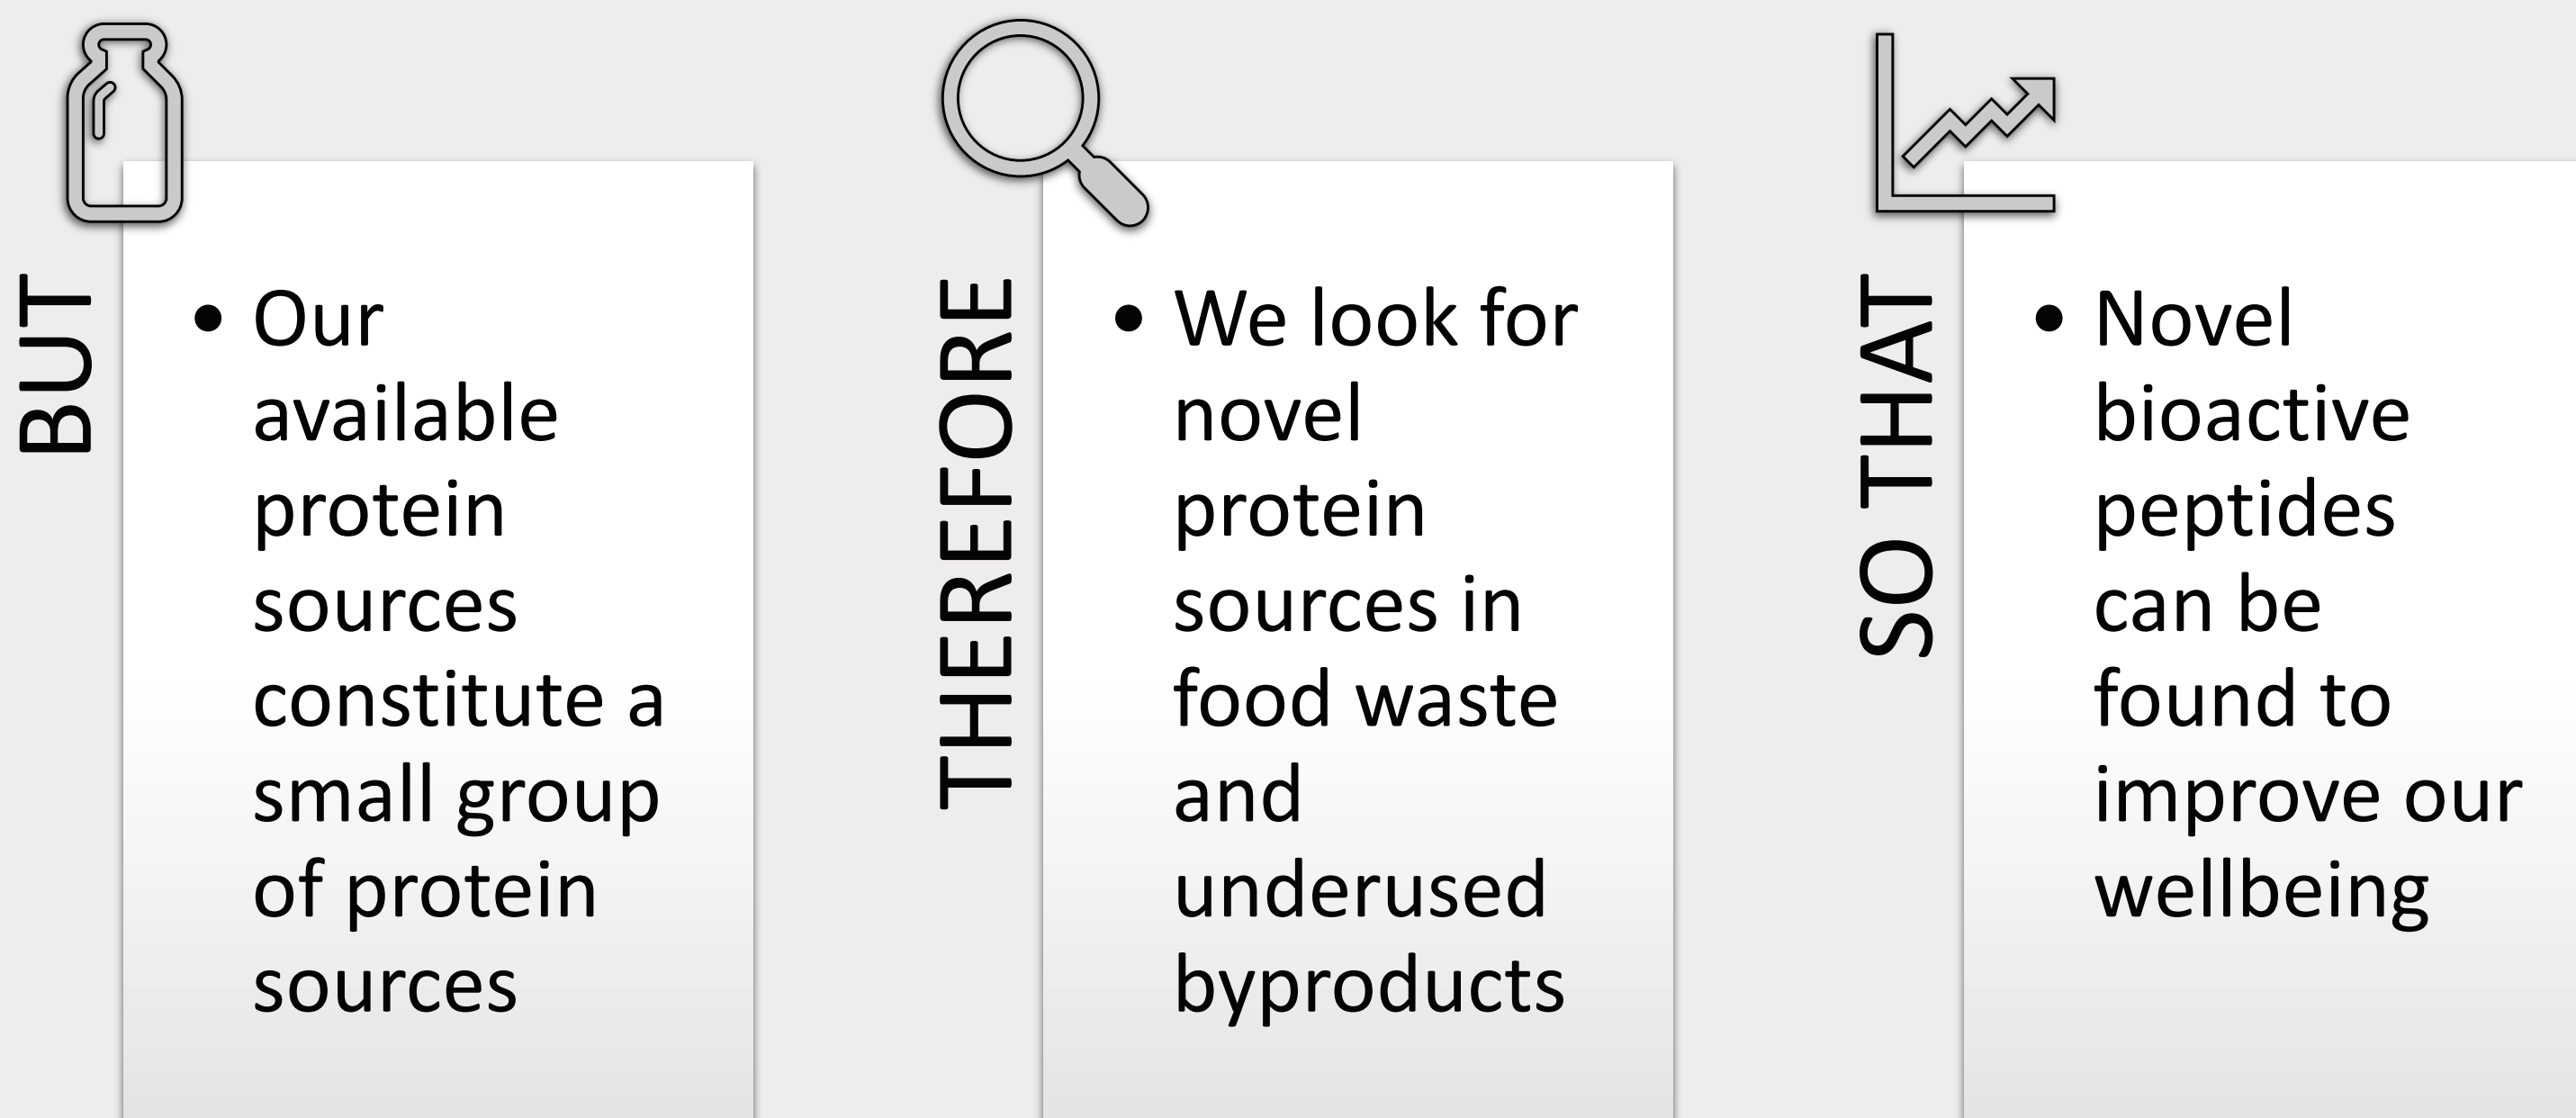 BUT
• Our
available
protein
sources
constitute a
small group
of protein
sources
THEREFORE
• We look for
novel
protein
sources in
food waste
and
underused
byproducts
SO THAT
• Novel
bioactive
peptides
can be
found to
improve our
wellbeing